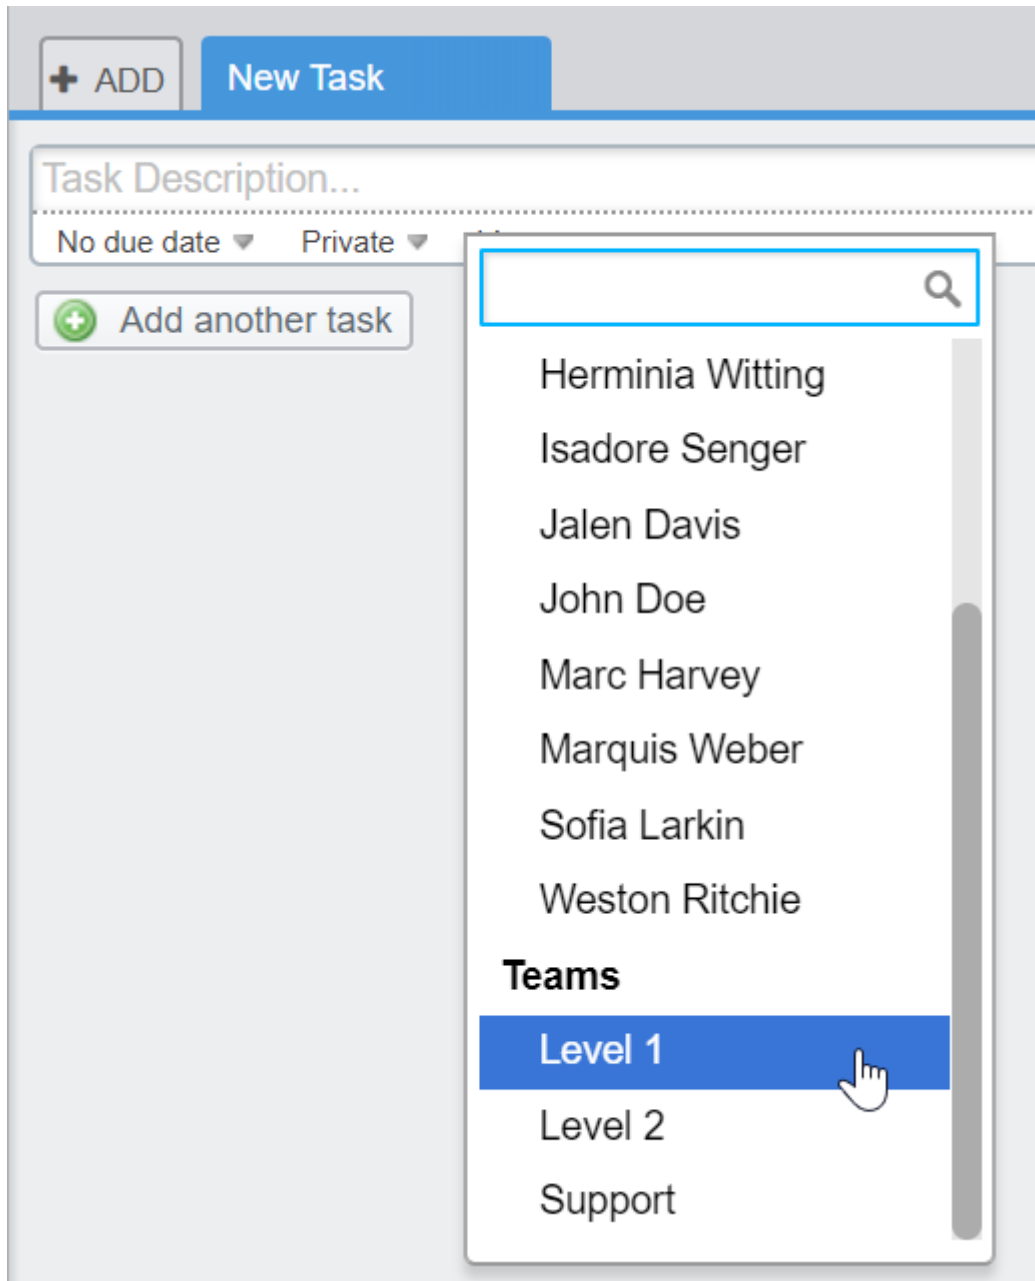 ADD
New Task
Task Description...
No due date Private
Add another task
Herminia Witting
Isadore Senger
Jalen Davis
John Doe
Marc Harvey
Marquis Weber
Sofia Larkin
Weston Ritchie
Teams
Level 1
Level 2
Support